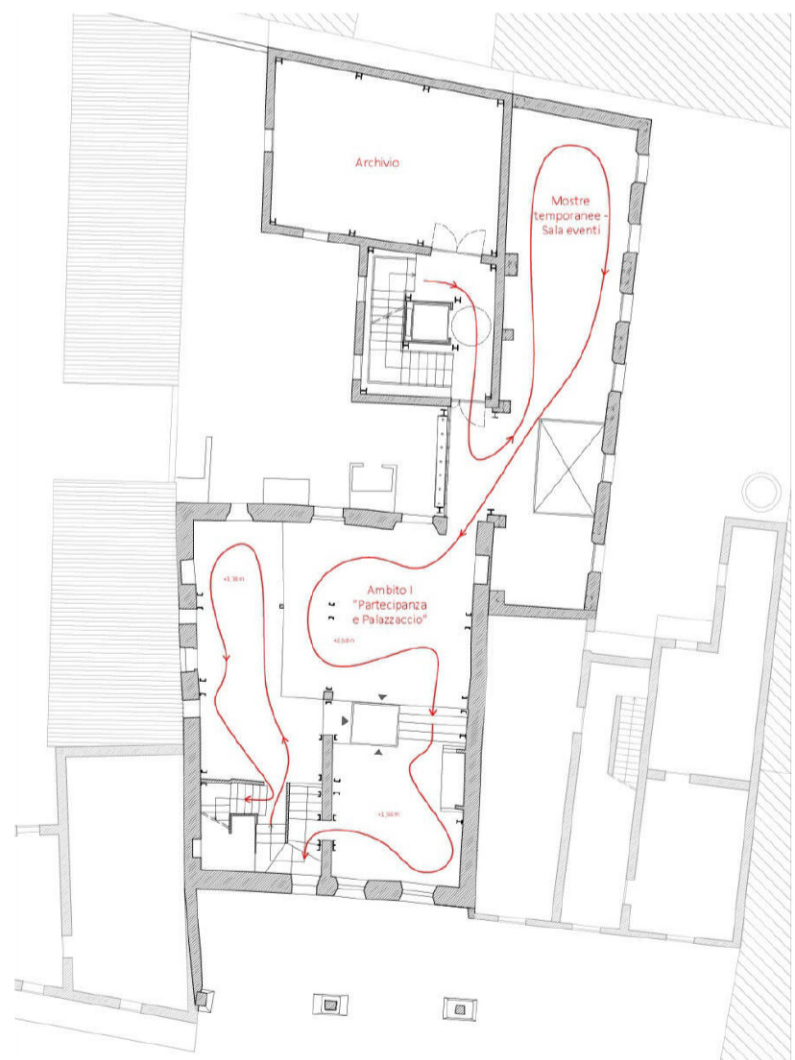 Archivio
Mostre
temporanee -
Sala eventi
Ambito I
"Partecipanza
e Palazzaccio"